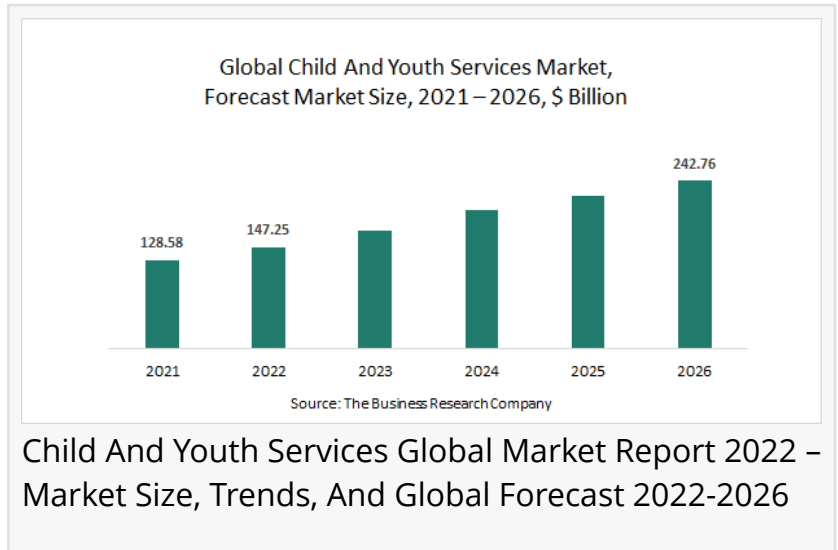 Global Child And Youth Services Market,
Forecast Market Size, 2021 – 2026, $ Billion
242.76
147.25
128.58
2021 2022 2023 2024 2025 2026
Source: The Business Research Company
Child And Youth Services Global Market Report 2022 –
Market Size, Trends, And Global Forecast 2022-2026